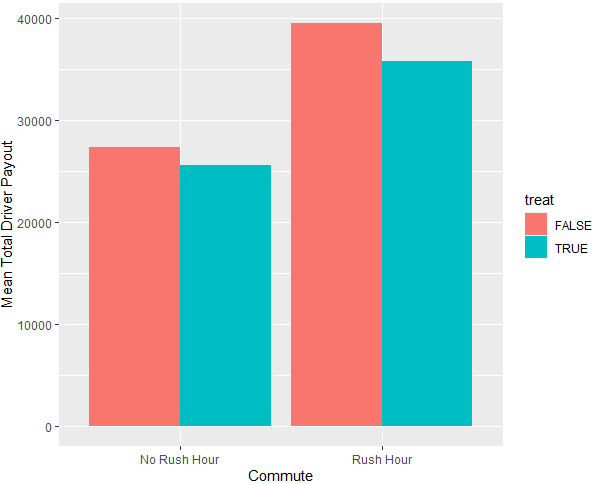 Mean Total Driver Payout
40000
30000
20000
10000
0
No Rush Hour
Rush Hour
Commute
treat
FALSE
TRUE